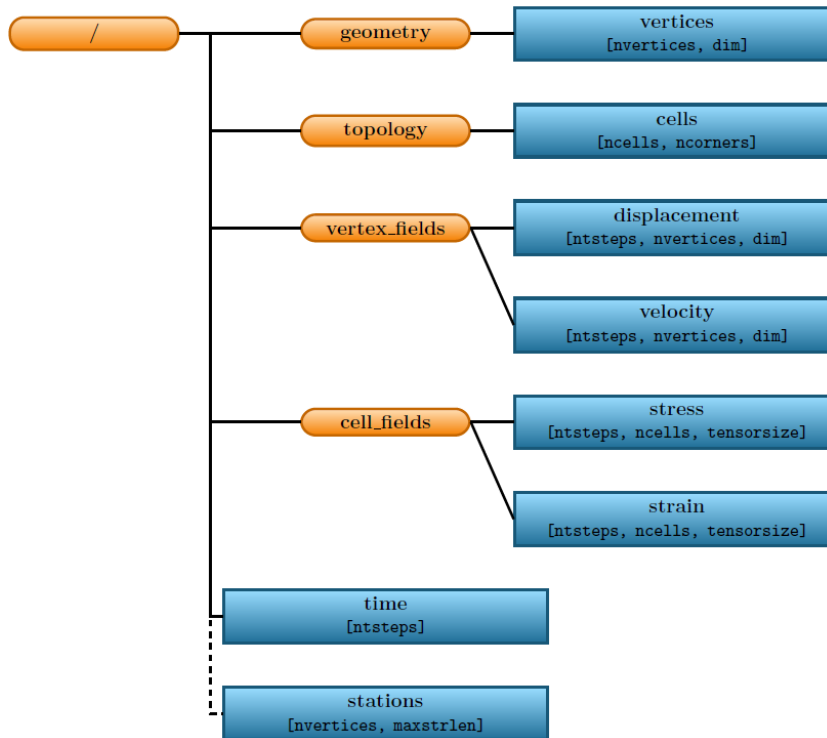 /
geometry
vertices
[nvertices, dim]
topology
cells
[ncells, ncorners]
vertex_fields
displacement
[ntsteps, nvertices, dim]
velocity
[ntsteps, nvertices, dim]
cell_fields
stress
[ntsteps, ncells, tensorsize]
strain
[ntsteps, ncells, tensorsize]
time
[ntsteps]
stations
[nvertices, maxstrlen]